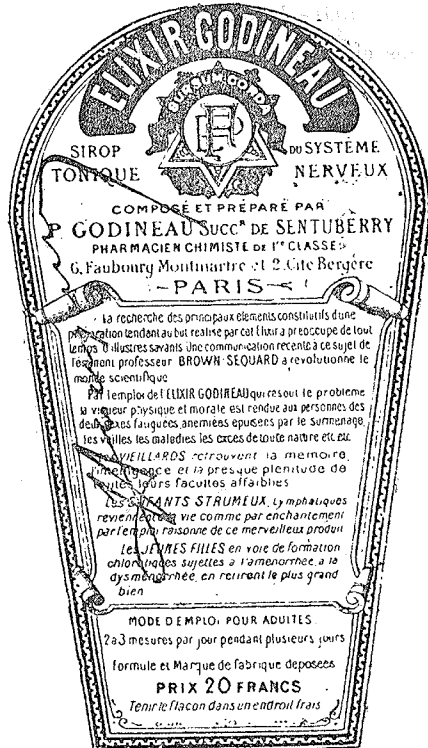 ELIXIR GODINEAU
SURSUM CORDA
SIROP DU SYSTÈME
TONIQUE NERVEUX
COMPOSÉ ET PRÉPARÉ PAR
P. GODINEAU SUCCR DE SENTUBERRY
PHARMACIEN CHIMISTE DE 1re CLASSE
6, Faubourg Montmartre et 2, Cité Bergère
PARIS
La recherche des principaux éléments constitutifs d'une
préparation tendant au but réalisé par cet Elixir a préoccupé de tout
temps d'illustres savants Une communication récente à ce sujet de
l'éminent professeur BROWN-SEQUARD a révolutionné le
monde scientifique
Par l'emploi de l'ELIXIR GODINEAU qui résout le problème
la vigueur physique et morale est rendue aux personnes des
deux sexes fatiguées, anémiées épuisées par le surmenage
les veilles les maladies les excès de toute nature etc. etc.
Les VIEILLARDS retrouvent la mémoire,
l'intelligence et la presque plénitude de
toutes leurs facultés affaiblies
Les ENFANTS STRUMEUX, Lymphatiques
reviennent à la vie comme par enchantement
par l'emploi raisonné de ce merveilleux produit
Les JEUNES FILLES en voie de formation
chlorotiques sujettes à l'aménorrhée, à la
dysménorrhée, en retirent le plus grand
bien
MODE D'EMPLOI POUR ADULTES
2 à 3 mesures par jour pendant plusieurs jours
Formule et Marque de fabrique déposées
PRIX 20 FRANCS
Tenir le flacon dans un endroit frais